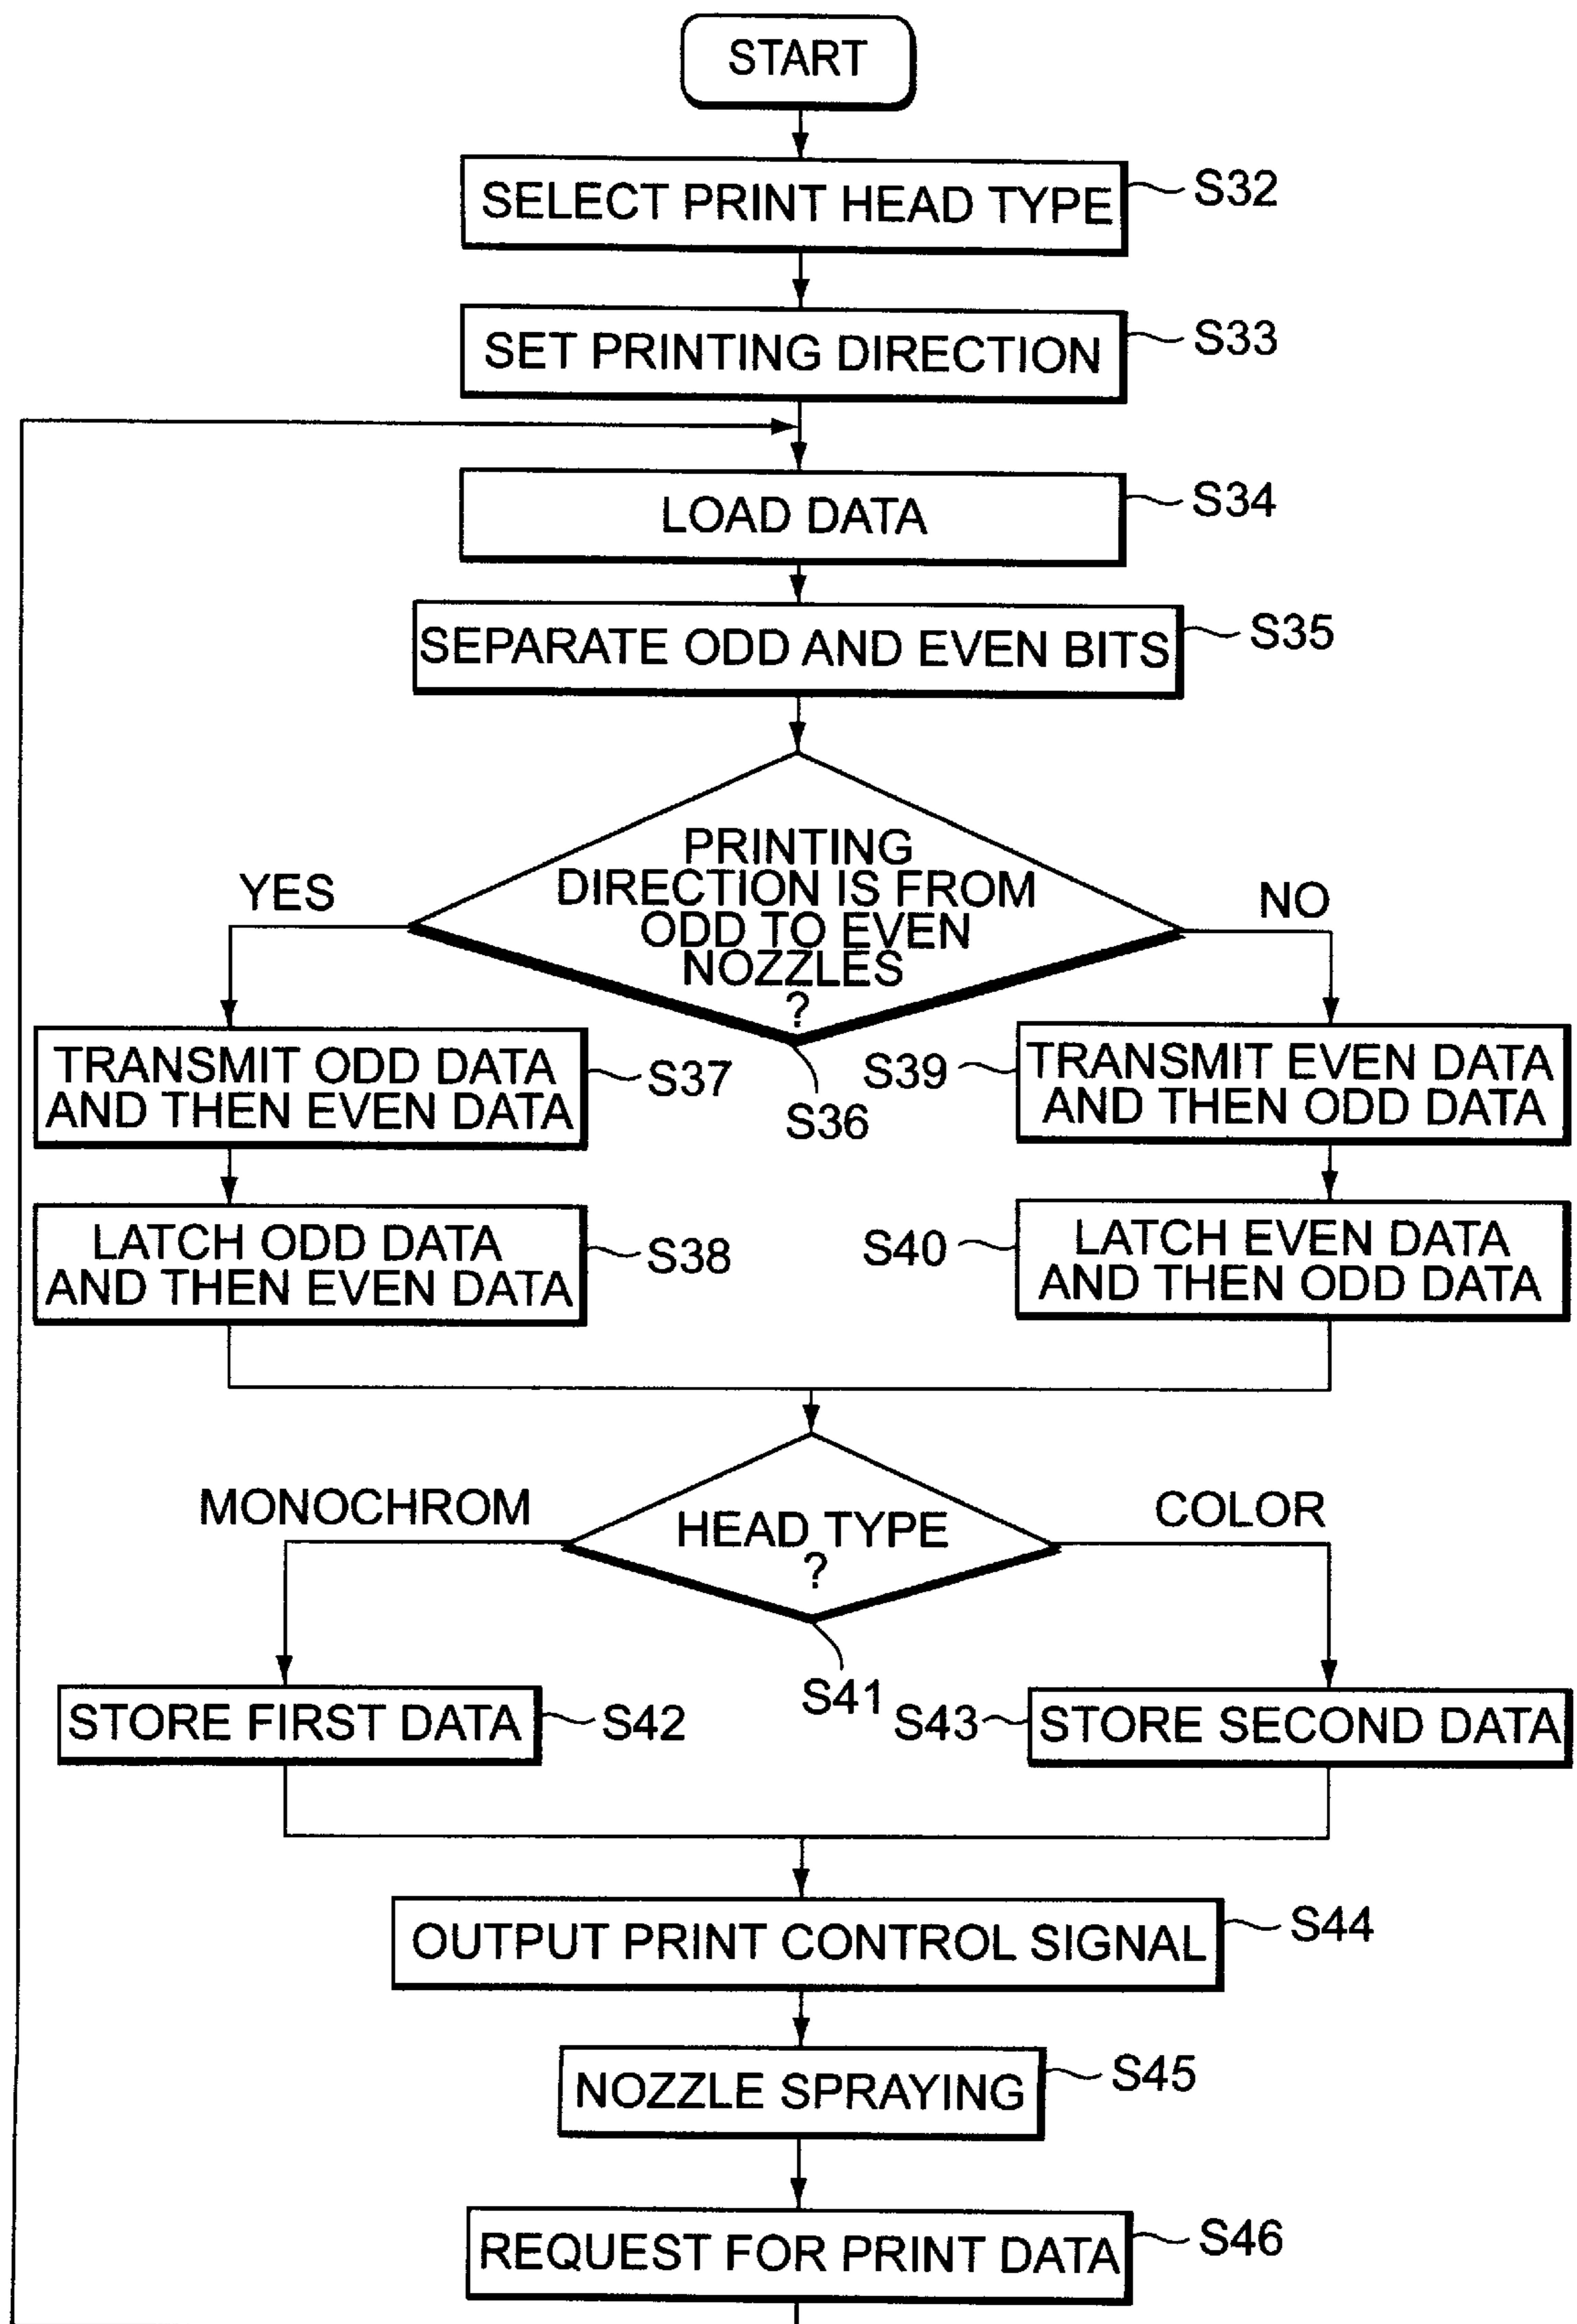 START
SELECT PRINT HEAD TYPE
S32
SET PRINTING DIRECTION
S33
LOAD DATA
S34
SEPARATE ODD AND EVEN BITS
S35
PRINTING
DIRECTION IS FROM
ODD TO EVEN
NOZZLES
?
YES
NO
S36
TRANSMIT ODD DATA
AND THEN EVEN DATA
S37
S39
TRANSMIT EVEN DATA
AND THEN ODD DATA
LATCH ODD DATA
AND THEN EVEN DATA
S38
S40
LATCH EVEN DATA
AND THEN ODD DATA
MONOCHROM
HEAD TYPE
?
COLOR
S41
STORE FIRST DATA
S42
S43
STORE SECOND DATA
OUTPUT PRINT CONTROL SIGNAL
S44
NOZZLE SPRAYING
S45
REQUEST FOR PRINT DATA
S46